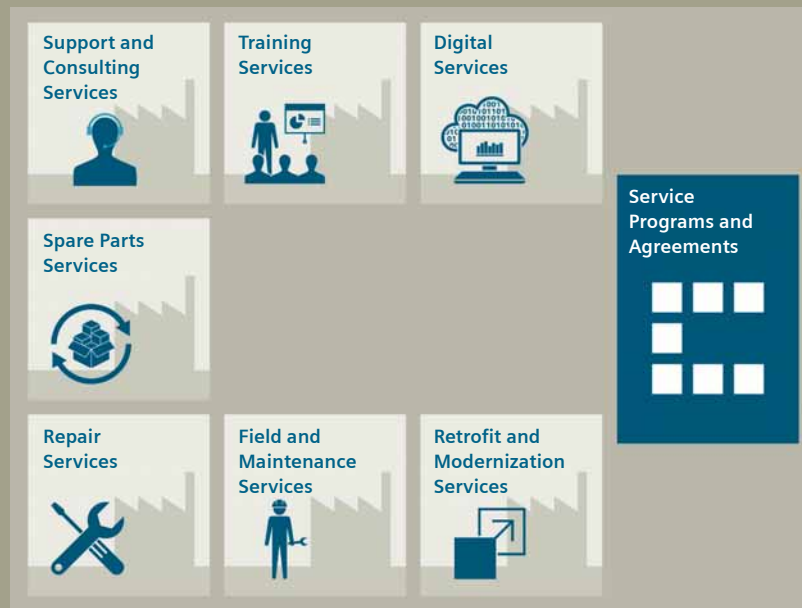 Support and
Consulting
Services
Training
Services
Digital
Services
Service
Programs and
Agreements
Spare Parts
Services
Repair
Services
Field and
Maintenance
Services
Retrofit and
Modernization
Services